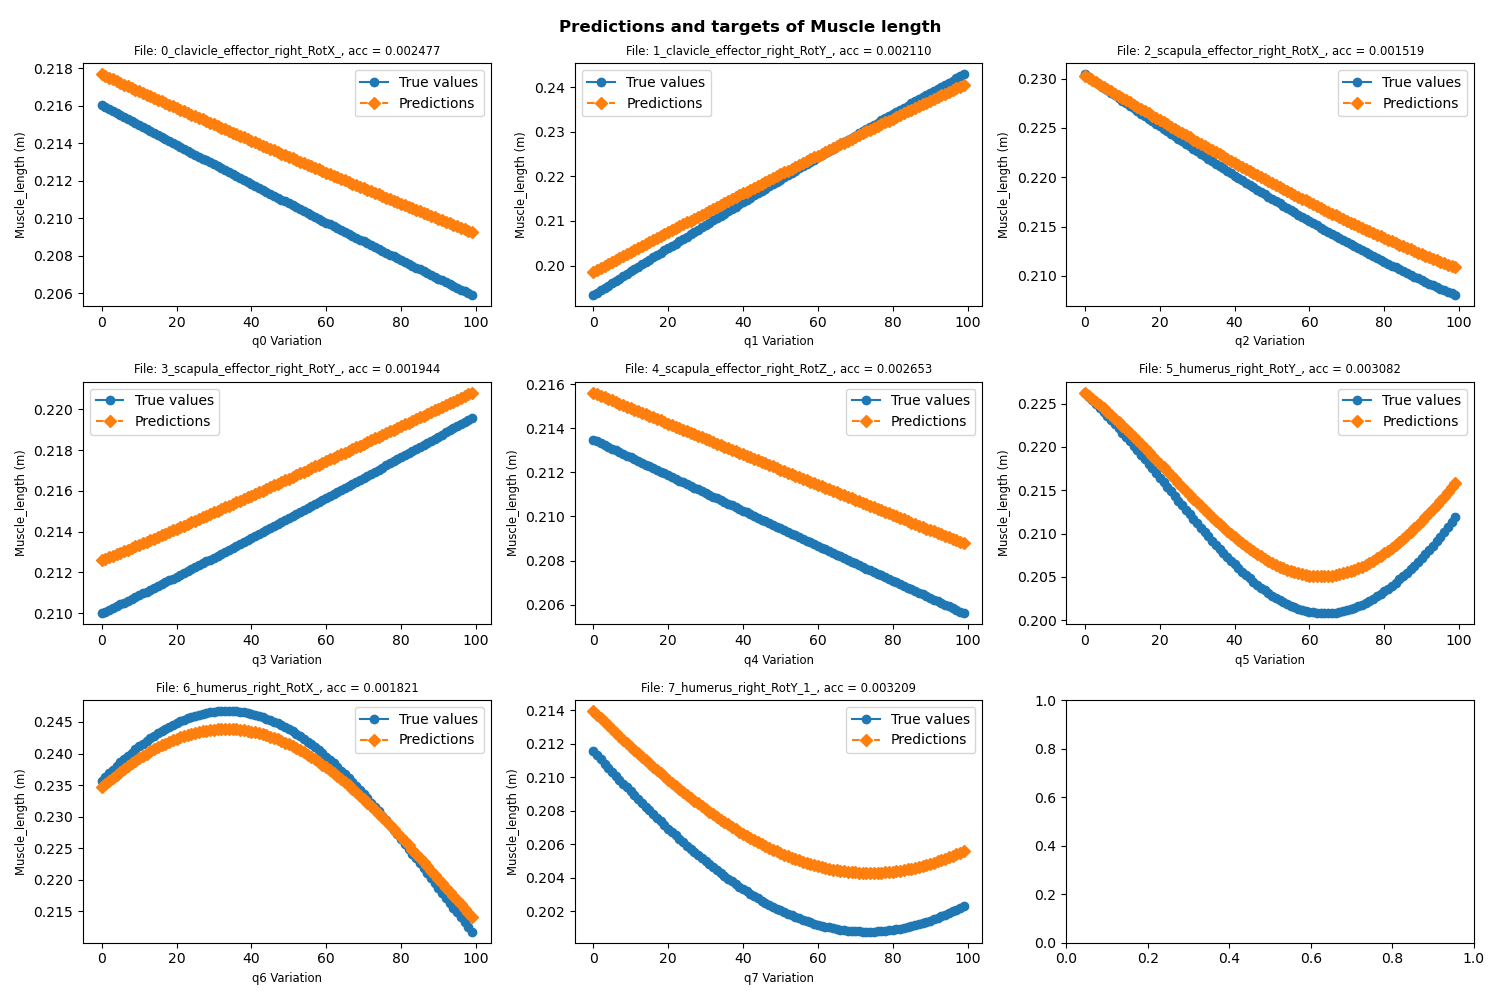 Predictions and targets of Muscle length
File: 0_clavicle_effector_right_RotX_, acc = 0.002477
Muscle_length (m)
0.218
0.216
0.214
0.212
0.210
0.208
0.206
True values
Predictions
0 20 40 60 80 100
q0 Variation
File: 1_clavicle_effector_right_RotY_, acc = 0.002110
Muscle_length (m)
0.24
0.23
0.22
0.21
0.20
True values
Predictions
0 20 40 60 80 100
q1 Variation
File: 2_scapula_effector_right_RotX_, acc = 0.001519
Muscle_length (m)
0.230
0.225
0.220
0.215
0.210
True values
Predictions
0 20 40 60 80 100
q2 Variation
File: 3_scapula_effector_right_RotY_, acc = 0.001944
Muscle_length (m)
0.220
0.218
0.216
0.214
0.212
0.210
True values
Predictions
0 20 40 60 80 100
q3 Variation
File: 4_scapula_effector_right_RotZ_, acc = 0.002653
Muscle_length (m)
0.216
0.214
0.212
0.210
0.208
0.206
True values
Predictions
0 20 40 60 80 100
q4 Variation
File: 5_humerus_right_RotY_, acc = 0.003082
Muscle_length (m)
0.225
0.220
0.215
0.210
0.205
0.200
True values
Predictions
0 20 40 60 80 100
q5 Variation
File: 6_humerus_right_RotX_, acc = 0.001821
Muscle_length (m)
0.245
0.240
0.235
0.230
0.225
0.220
0.215
True values
Predictions
0 20 40 60 80 100
q6 Variation
File: 7_humerus_right_RotY_1_, acc = 0.003209
Muscle_length (m)
0.214
0.212
0.210
0.208
0.206
0.204
0.202
True values
Predictions
0 20 40 60 80 100
q7 Variation
1.0
0.8
0.6
0.4
0.2
0.0
0.0 0.2 0.4 0.6 0.8 1.0